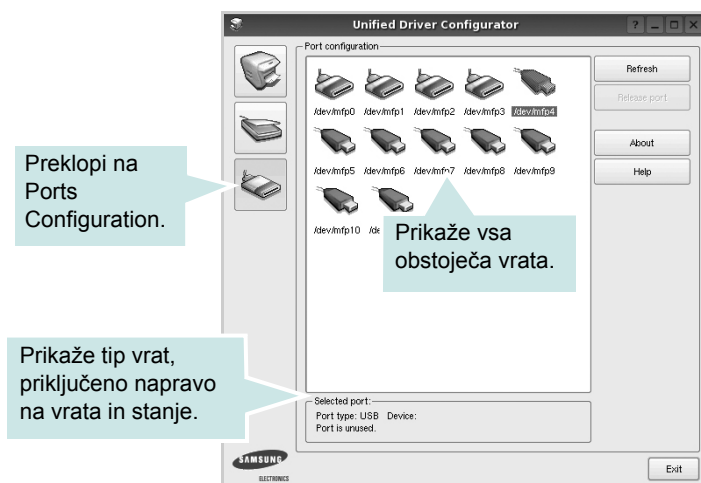 Unified Driver Configurator
Port configuration
/dev/mfp0 /dev/mfp1 /dev/mfp2 /dev/mfp3 /dev/mfp4
/dev/mfp5 /dev/mfp6 /dev/mfp7 /dev/mfp8 /dev/mfp9
/dev/mfp10
Refresh
Release port
About
Help
Preklopi na
Ports
Configuration.
Prikaže vsa
obstoječa vrata.
Prikaže tip vrat,
priključeno napravo
na vrata in stanje.
Selected port:
Port type: USB Device:
Port is unused.
SAMSUNG
ELECTRONICS
Exit